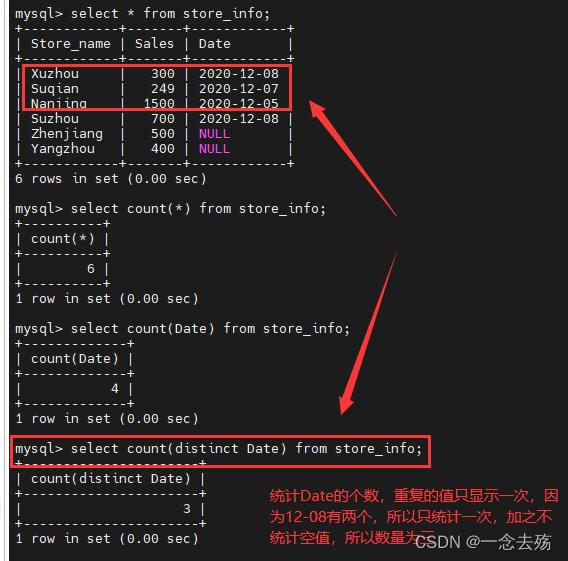 mysql> select * from store_info;
+------------+-------+------------+
| Store_name | Sales | Date       |
+------------+-------+------------+
| Xuzhou     |   300 | 2020-12-08 |
| Suqian     |   249 | 2020-12-07 |
| Nanjing    |  1500 | 2020-12-05 |
| Suzhou     |   700 | 2020-12-08 |
| Zhenjiang  |   500 | NULL       |
| Yangzhou   |   400 | NULL       |
+------------+-------+------------+
6 rows in set (0.00 sec)
mysql> select count(*) from store_info;
+----------+
| count(*) |
+----------+
|        6 |
+----------+
1 row in set (0.00 sec)
mysql> select count(Date) from store_info;
+-------------+
| count(Date) |
+-------------+
|           4 |
+-------------+
1 row in set (0.00 sec)
mysql> select count(distinct Date) from store_info;
+----------------------+
| count(distinct Date) |
+----------------------+
|                    3 |
+----------------------+
1 row in set (0.00 sec)
统计Date的个数，重复的值只显示一次，因
为12-08有两个，所以只统计一次，加之不
统计空值，所以数量为三
CSDN @一念去殇